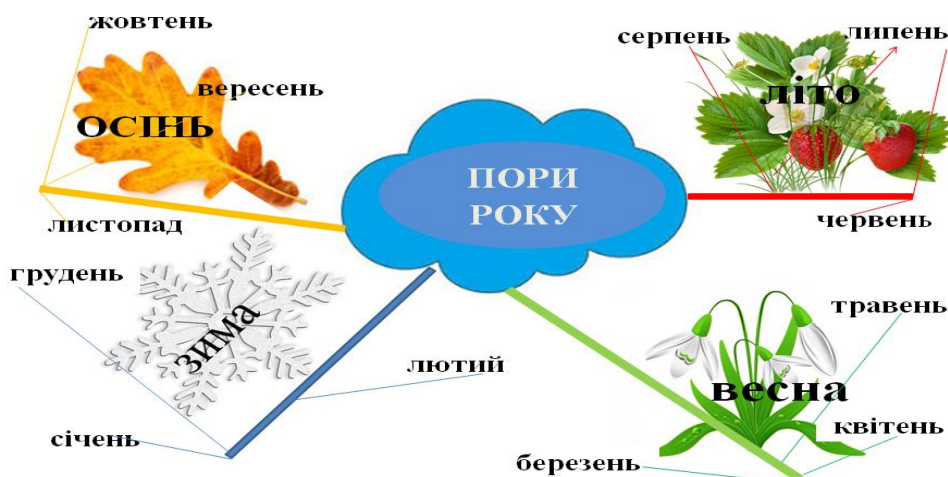 жовтень
вересень
ОСІНЬ
листопад
ПОРИ
РОКУ
серпень
липень
літо
червень
грудень
зима
лютий
січень
травень
весна
квітень
березень